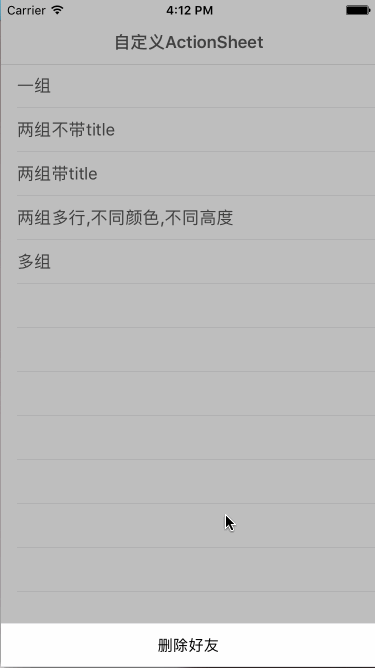 Carrier 4:12 PM
自定义ActionSheet
一组
两组不带title
两组带title
两组多行,不同颜色,不同高度
多组
删除好友